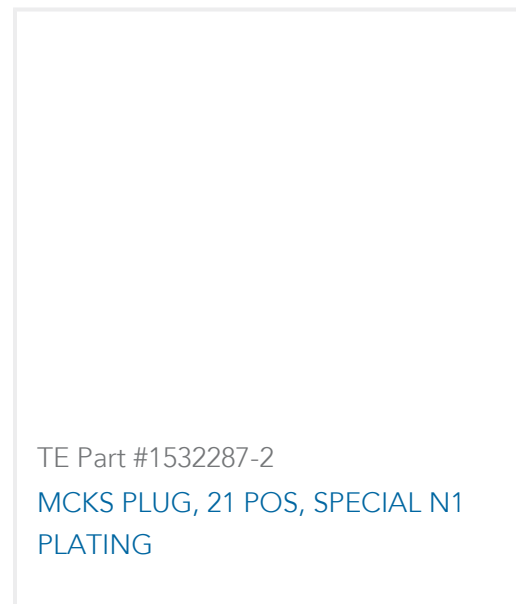 TE Part #1532287-2
MCKS PLUG, 21 POS, SPECIAL N1
PLATING